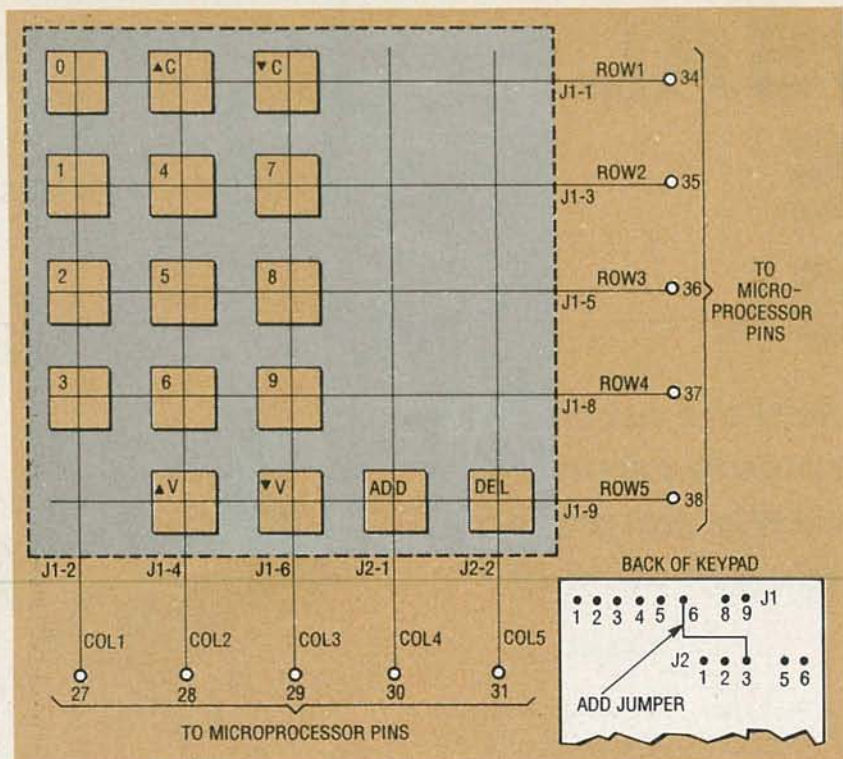 0 ▲C ▼C
ROW1 34
J1-1
1 4 7
ROW2 35
J1-3
2 5 8
ROW3 36
J1-5
TO
MICRO-
PROCESSOR
PINS
3 6 9
ROW4 37
J1-8
▲V ▼V ADD DEL
ROW5 38
J1-9
J1-2 J1-4 J1-6 J2-1 J2-2
COL1 COL2 COL3 COL4 COL5
27 28 29 30 31
TO MICROPROCESSOR PINS
BACK OF KEYPAD
J1
1 2 3 4 5 6 8 9
J2
1 2 3 5 6
ADD JUMPER